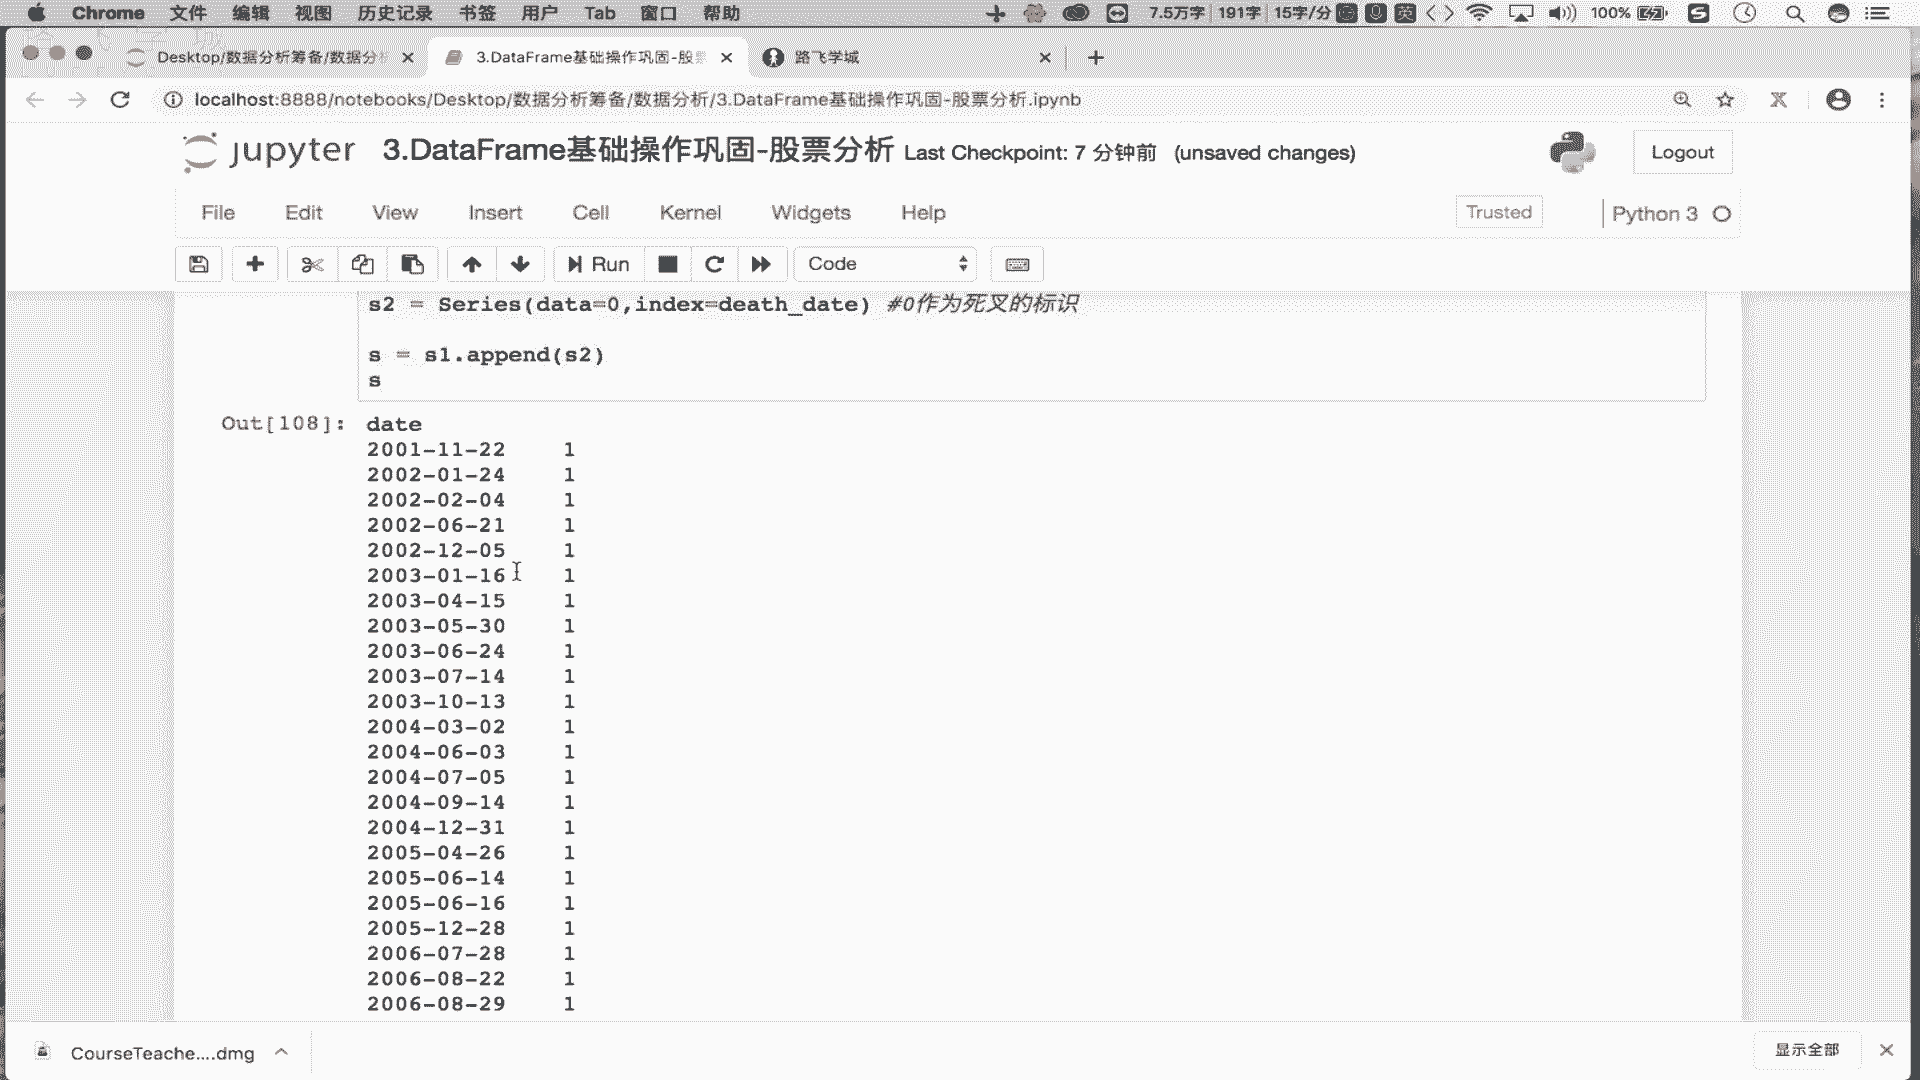 Chrome 文件 编辑 视图 历史记录 书签 用户 Tab 窗口 帮助 7.5万字 191字 15字/分 英 100%
Desktop/数据分析筹备/数据分析 3.DataFrame基础操作巩固-股票 路飞学城
localhost:8888/notebooks/Desktop/数据分析筹备/数据分析/3.DataFrame基础操作巩固-股票分析.ipynb
jupyter 3.DataFrame基础操作巩固-股票分析 Last Checkpoint: 7 分钟前 (unsaved changes) Logout
File Edit View Insert Cell Kernel Widgets Help Trusted Python 3
Run Code
s2 = Series(data=0,index=death_date) #0作为死叉的标识
s = s1.append(s2)
s
Out[108]: date
2001-11-22 1
2002-01-24 1
2002-02-04 1
2002-06-21 1
2002-12-05 1
2003-01-16 1
2003-04-15 1
2003-05-30 1
2003-06-24 1
2003-07-14 1
2003-10-13 1
2004-03-02 1
2004-06-03 1
2004-07-05 1
2004-09-14 1
2004-12-31 1
2005-04-26 1
2005-06-14 1
2005-06-16 1
2005-12-28 1
2006-07-28 1
2006-08-22 1
2006-08-29 1
CourseTeache....dmg 显示全部